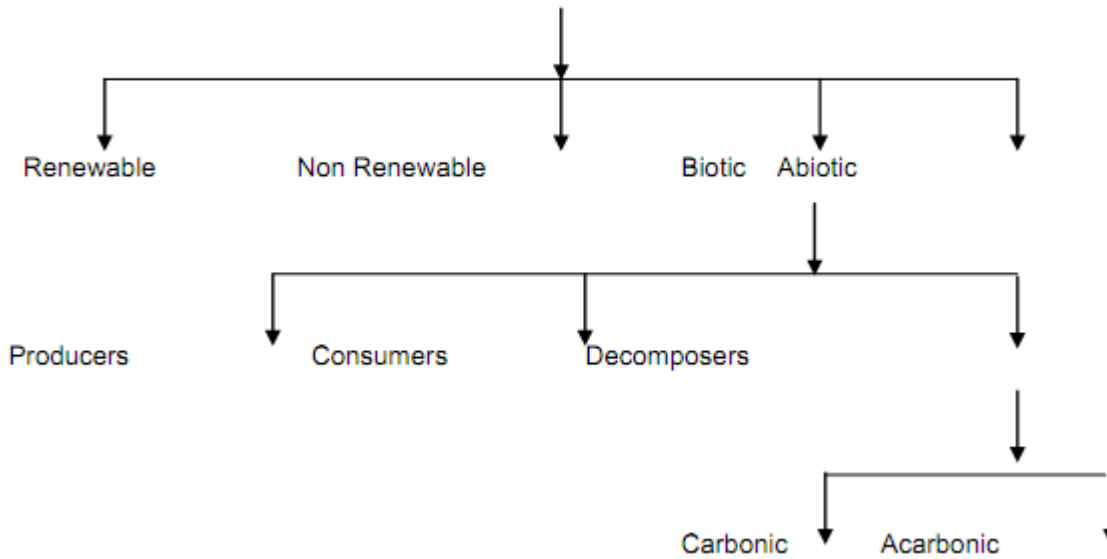 Renewable Non Renewable Biotic Abiotic
Producers Consumers Decomposers
Carbonic Acarbonic